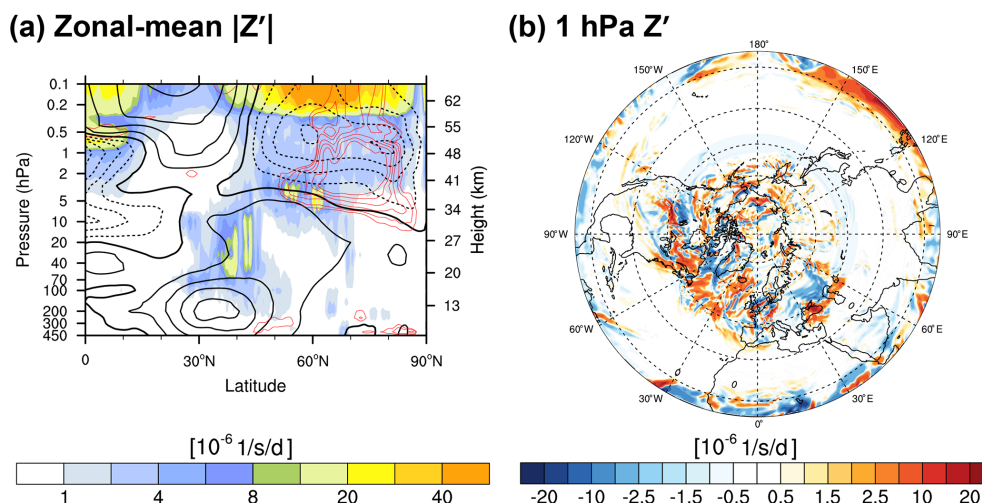 (a) Zonal-mean |Z′|
0.1
0.2
0.5
1
2
5
10
20
40
70
100
200
300
450
Pressure (hPa)
62
55
48
41
34
27
20
13
Height (km)
0
30°N
60°N
90°N
Latitude
[10⁻⁶ 1/s/d]
1
4
8
20
40
(b) 1 hPa Z′
180°
150°W
150°E
120°W
120°E
90°W
90°E
60°W
60°E
30°W
30°E
0°
[10⁻⁶ 1/s/d]
-20
-10
-2.5
-1.5
-0.5
0.5
1.5
2.5
10
20